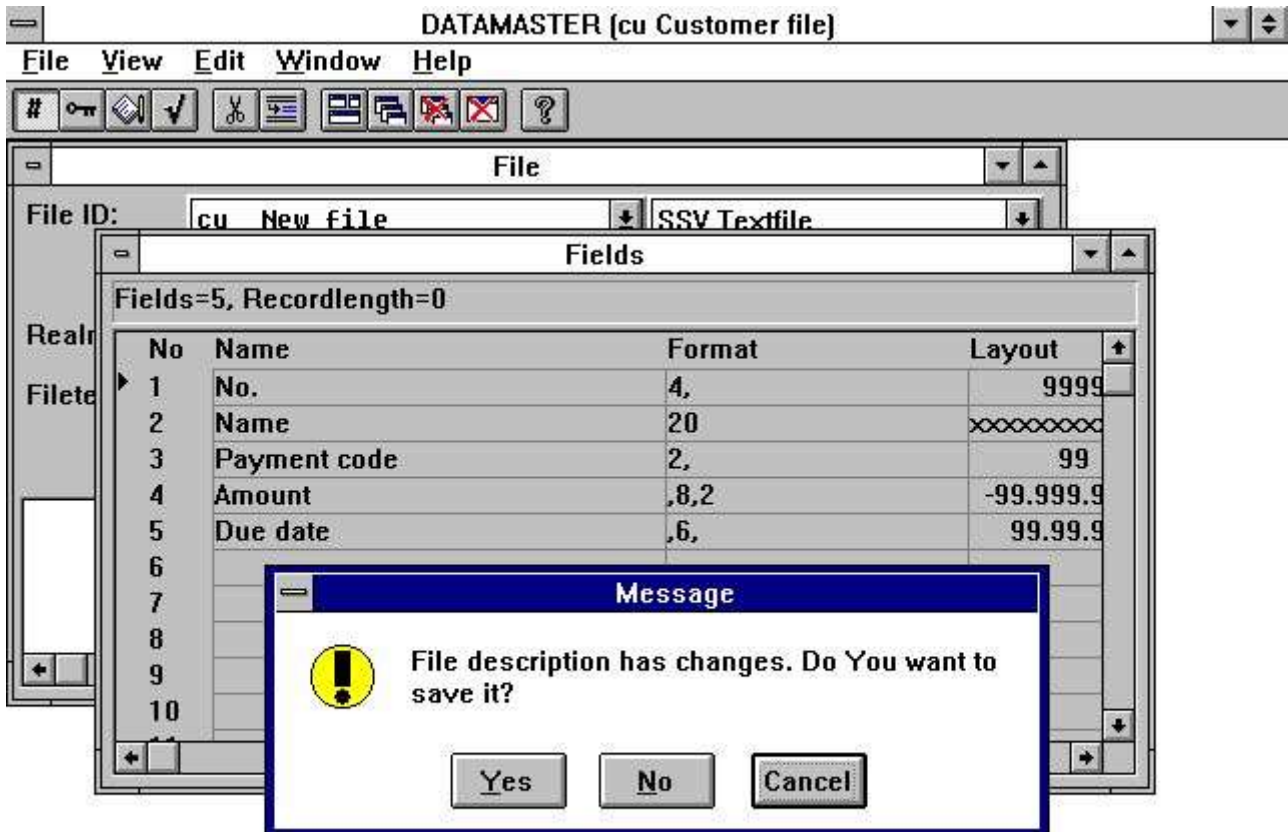 DATAMASTER (cu Customer file)
File View Edit Window Help
# ?
File
File ID: cu New file SSV Textfile
Fields
Fields=5, Recordlength=0
Realn
Filete
No Name Format Layout
1 No. 4, 9999
2 Name 20 xxxxxxxxx
3 Payment code 2, 99
4 Amount ,8,2 -99.999.9
5 Due date ,6, 99.99.9
6
7
8
9
10
Message
File description has changes. Do You want to
save it?
Yes No Cancel